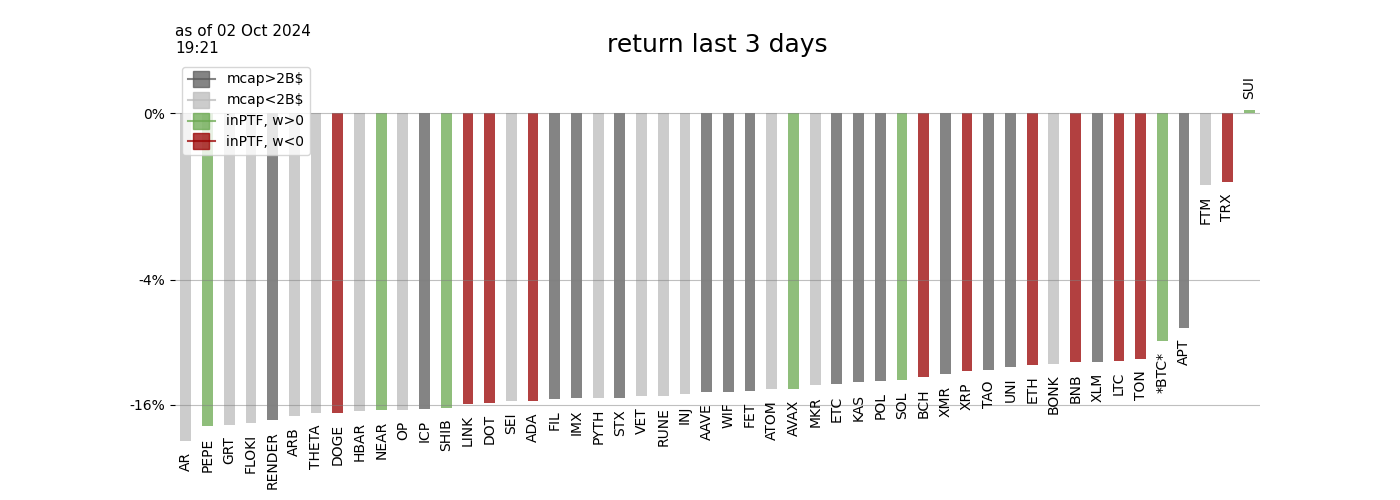 as of 02 Oct 2024
19:21
return last 3 days
mcap>2B$
mcap<2B$
inPTF, w>0
inPTF, w<0
0%
-4%
-16%
AR
PEPE
GRT
FLOKI
RENDER
ARB
THETA
DOGE
HBAR
NEAR
OP
ICP
SHIB
LINK
DOT
SEI
ADA
FIL
IMX
PYTH
STX
VET
RUNE
INJ
AAVE
WIF
FET
ATOM
AVAX
MKR
ETC
KAS
POL
SOL
BCH
XMR
XRP
TAO
UNI
ETH
BONK
BNB
XLM
LTC
TON
*BTC*
APT
FTM
TRX
SUI